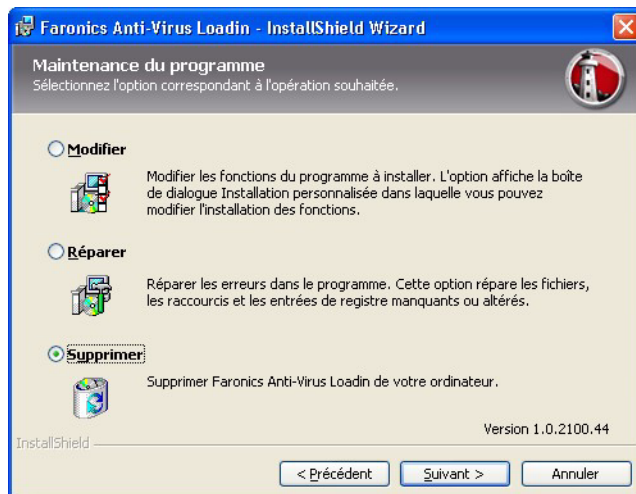 Faronics Anti-Virus Loadin - InstallShield Wizard
Maintenance du programme
Sélectionnez l'option correspondant à l'opération souhaitée.
Modifier
Modifier les fonctions du programme à installer. L'option affiche la boîte
de dialogue Installation personnalisée dans laquelle vous pouvez
modifier l'installation des fonctions.
Réparer
Réparer les erreurs dans le programme. Cette option répare les fichiers,
les raccourcis et les entrées de registre manquants ou altérés.
Supprimer
Supprimer Faronics Anti-Virus Loadin de votre ordinateur.
Version 1.0.2100.44
InstallShield
< Précédent
Suivant >
Annuler